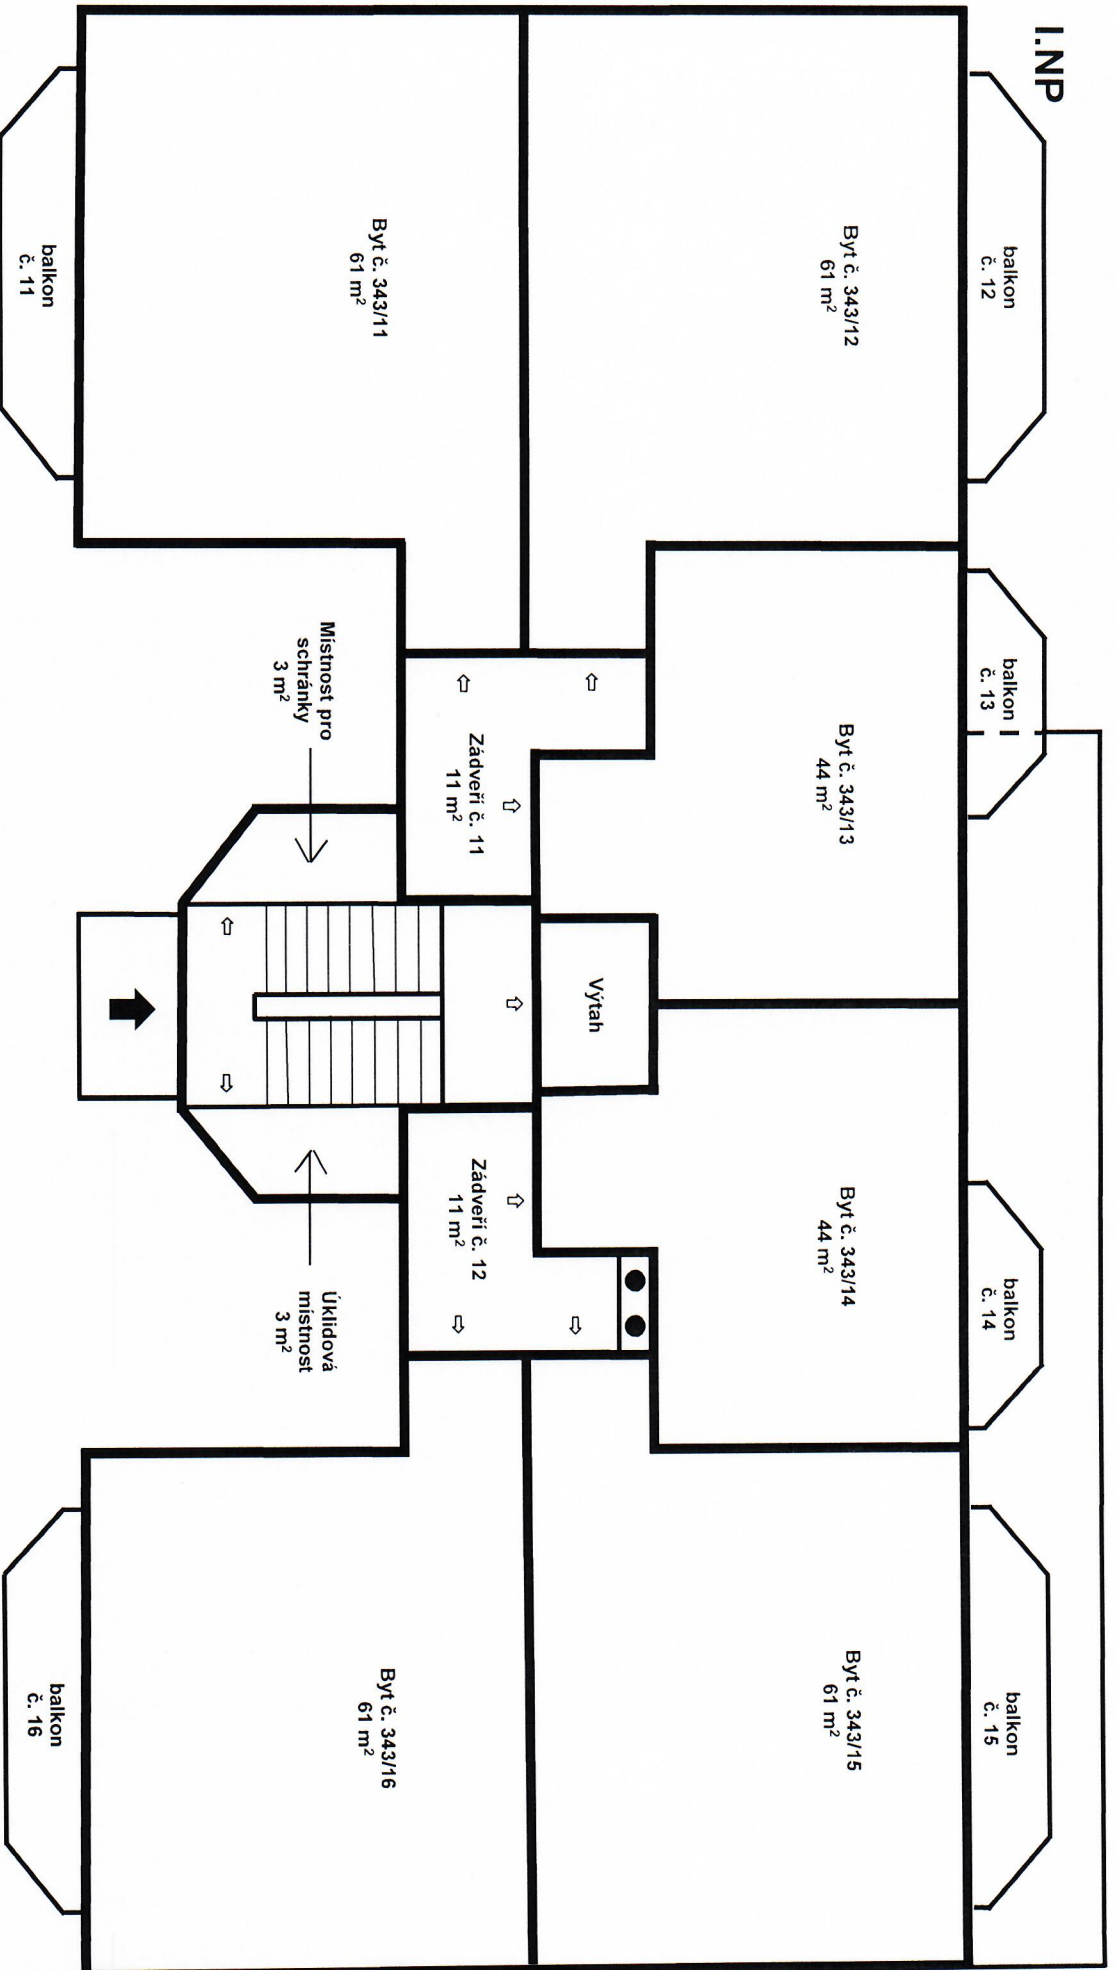 I.NP
balkon
č. 12
balkon
č. 13
balkon
č. 14
balkon
č. 15
Byt č. 343/12
61 m²
Byt č. 343/13
44 m²
Byt č. 343/14
44 m²
Byt č. 343/15
61 m²
Výtah
Zádveří č. 11
11 m²
Zádveří č. 12
11 m²
Byt č. 343/11
61 m²
Místnost pro
schránky
3 m²
Úklidová
místnost
3 m²
Byt č. 343/16
61 m²
balkon
č. 11
balkon
č. 16